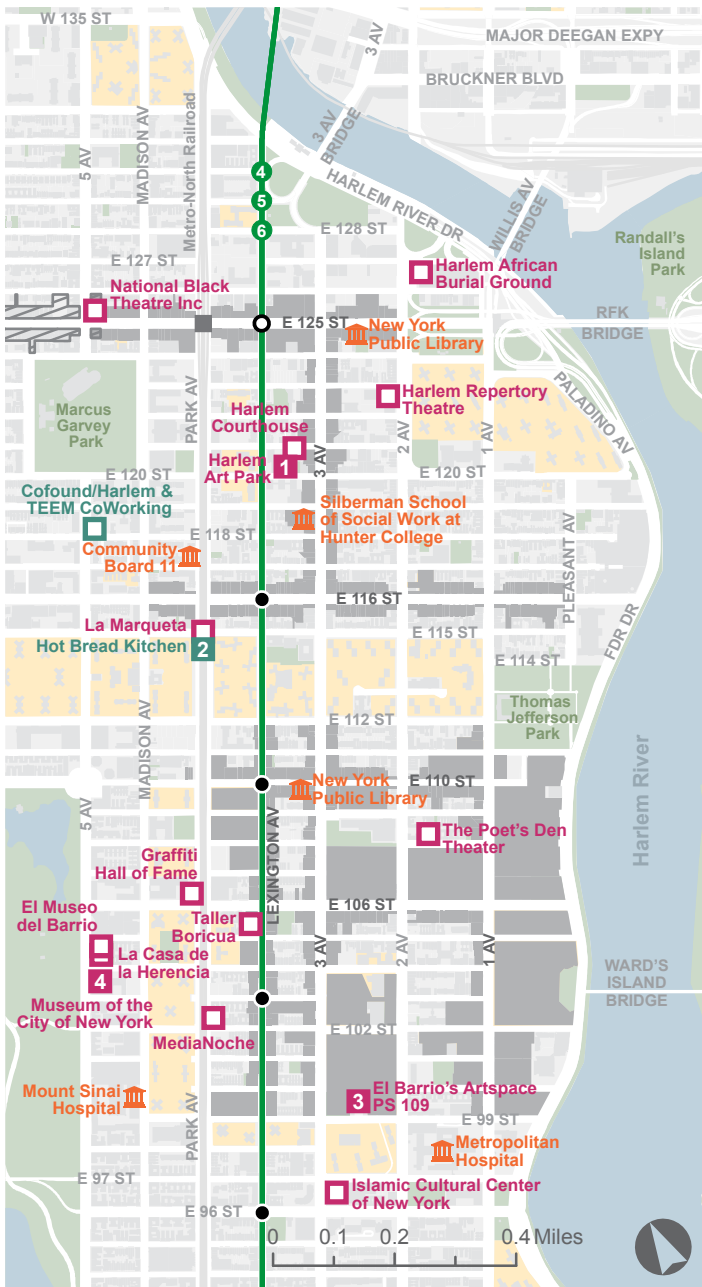 W 135 ST
3 AV
MAJOR DEEGAN EXPY
BRUCKNER BLVD
5 AV
MADISON AV
Metro-North Railroad
3 AV
BRIDGE
4
5
6
HARLEM RIVER DR
WILLIS AV
BRIDGE
E 128 ST
E 127 ST
Randall's
Island
Park
National Black
Theatre Inc
Harlem African
Burial Ground
E 125 ST
New York
Public Library
RFK
BRIDGE
Marcus
Garvey
Park
PARK AV
Harlem
Courthouse
Harlem Repertory
Theatre
PALADINO AV
Harlem
Art Park
1
3 AV
2 AV
1 AV
E 120 ST
E 120 ST
Cofound/Harlem &
TEEM CoWorking
Silberman School
of Social Work at
Hunter College
E 118 ST
Community
Board 11
PLEASANT AV
E 116 ST
La Marqueta
Hot Bread Kitchen
2
E 115 ST
FDR DR
E 114 ST
MADISON AV
Thomas
Jefferson
Park
E 112 ST
Harlem River
New York
Public Library
E 110 ST
5 AV
LEXINGTON AV
The Poet's Den
Theater
Graffiti
Hall of Fame
E 106 ST
El Museo
del Barrio
Taller
Boricua
La Casa de
la Herencia
4
3 AV
2 AV
1 AV
WARD'S
ISLAND
BRIDGE
Museum of the
City of New York
E 102 ST
MediaNoche
Mount Sinai
Hospital
3
El Barrio's Artspace
PS 109
PARK AV
E 99 ST
Metropolitan
Hospital
E 97 ST
Islamic Cultural Center
of New York
E 96 ST
0 0.1 0.2 0.4 Miles